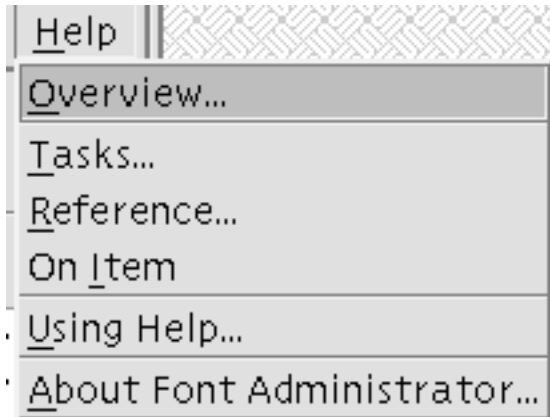 Help
Overview...
Tasks...
Reference...
On Item
Using Help...
About Font Administrator...